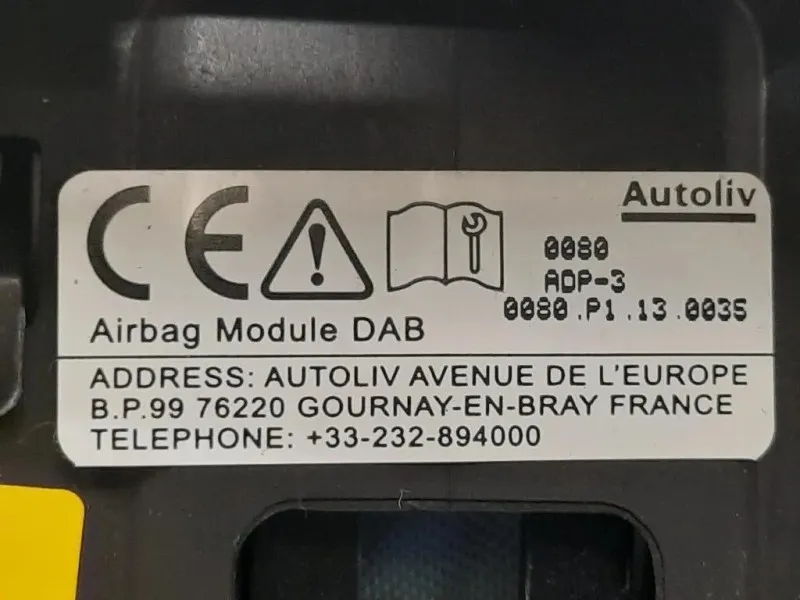 CE
Autoliv
0080
ADP-3
0080.P1.13.0035
Airbag Module DAB
ADDRESS: AUTOLIV AVENUE DE L'EUROPE
B.P.99 76220 GOURNAY-EN-BRAY FRANCE
TELEPHONE: +33-232-894000